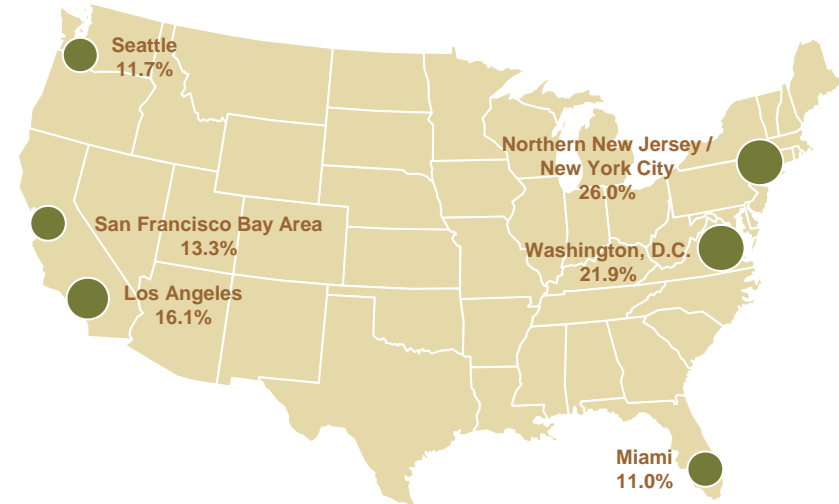 Seattle
11.7%
Northern New Jersey /
New York City
26.0%
San Francisco Bay Area
13.3%
Washington, D.C.
21.9%
Los Angeles
16.1%
Miami
11.0%